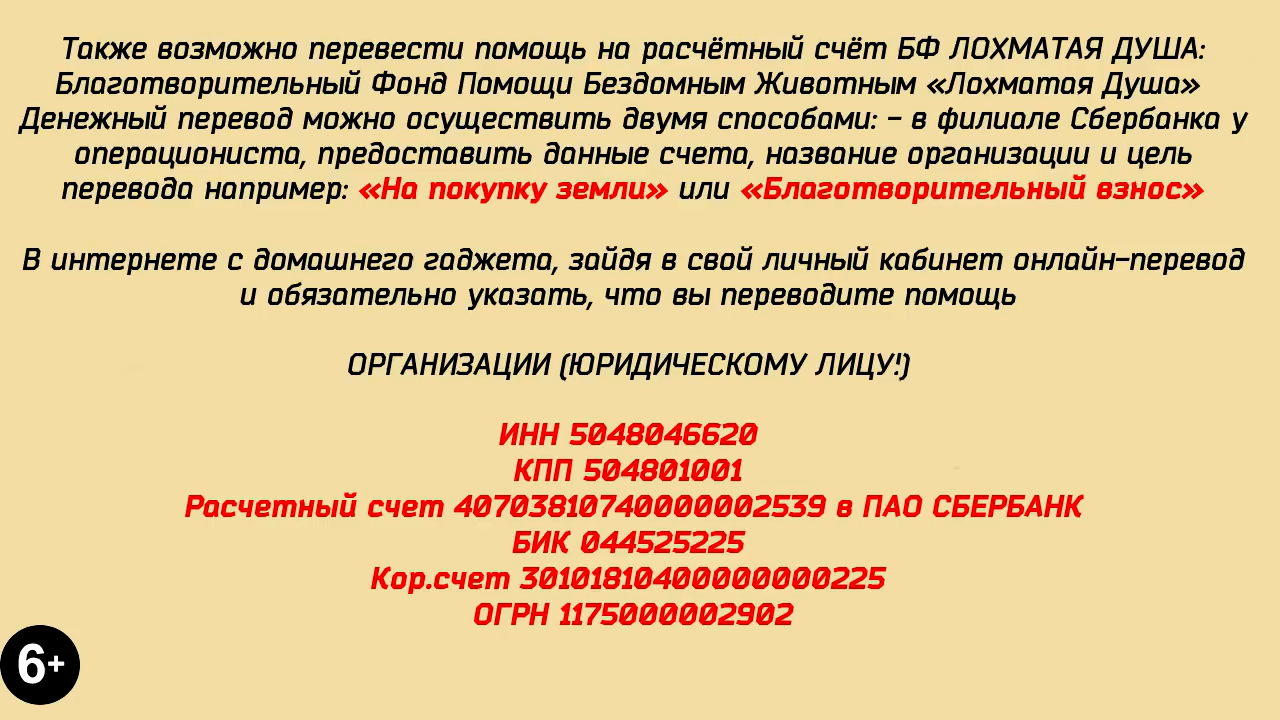 Также возможно перевести помощь на расчётный счёт БФ ЛОХМАТАЯ ДУША:
Благотворительный Фонд Помощи Бездомным Животным «Лохматая Душа»
Денежный перевод можно осуществить двумя способами: - в филиале Сбербанка у
операциониста, предоставить данные счета, название организации и цель
перевода например: «На покупку земли» или «Благотворительный взнос»
В интернете с домашнего гаджета, зайдя в свой личный кабинет онлайн-перевод
и обязательно указать, что вы переводите помощь
ОРГАНИЗАЦИИ (ЮРИДИЧЕСКОМУ ЛИЦУ!)
ИНН 5048046620
КПП 504801001
Расчетный счет 40703810740000002539 в ПАО СБЕРБАНК
БИК 044525225
Кор.счет 30101810400000000225
ОГРН 1175000002902
6+